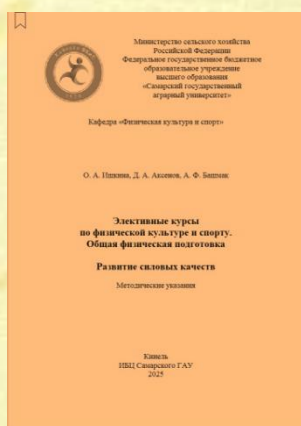 Министерство сельского хозяйства
Российской Федерации
Федеральное государственное бюджетное
образовательное учреждение
высшего образования
«Самарский государственный
аграрный университет»
Кафедра «Физическая культура и спорт»
О. А. Ишкина, Д. А. Аксенов, А. Ф. Башмак
Элективные курсы
по физической культуре и спорту.
Общая физическая подготовка
Развитие силовых качеств
Методические указания
Кинель
ИБЦ Самарского ГАУ
2025